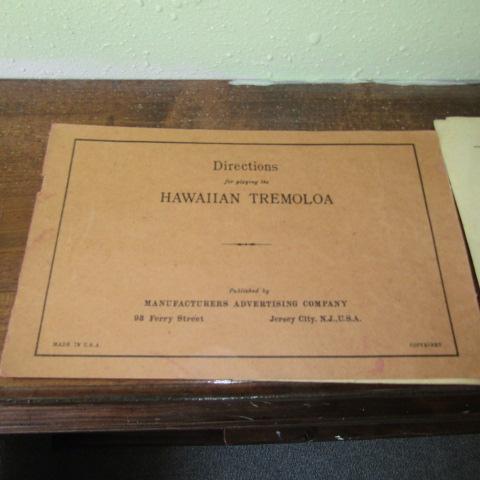 Directions
for playing the
HAWAIIAN TREMOLOA
Published by
MANUFACTURERS ADVERTISING COMPANY
93 Ferry Street Jersey City, N.J., U.S.A.
MADE IN U.S.A. COPYRIGHT